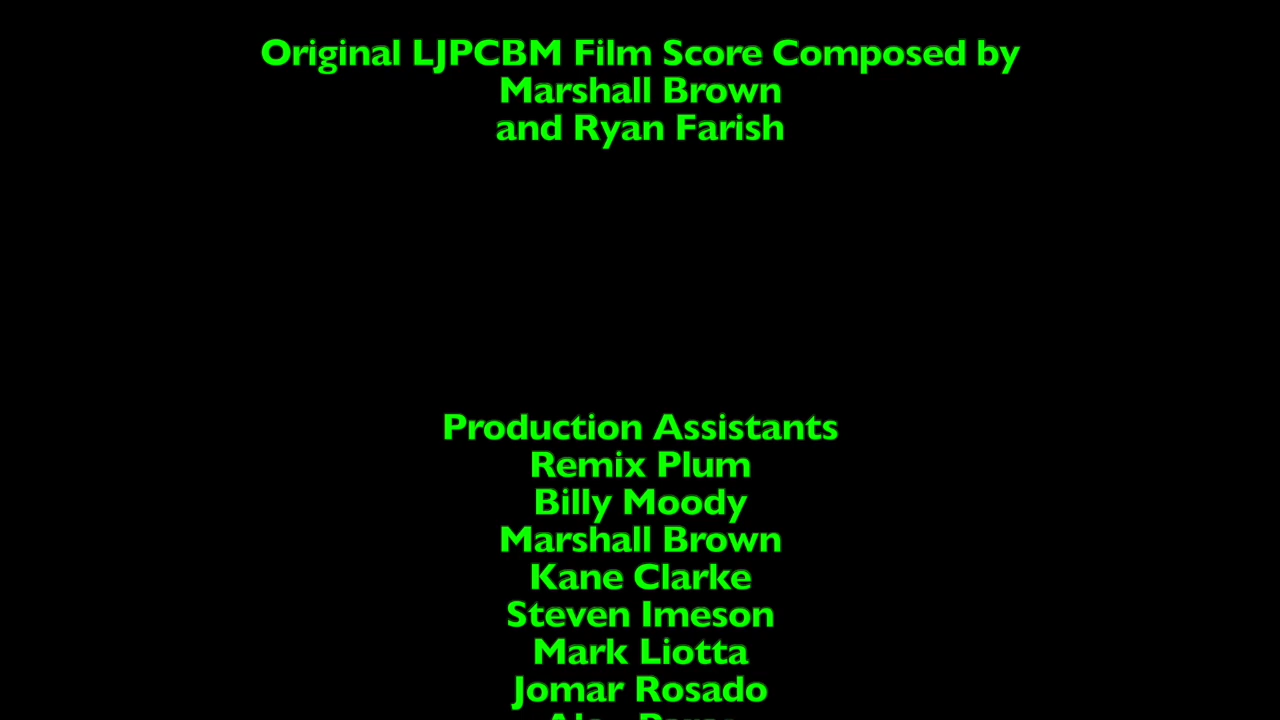 Original LJPCBM Film Score Composed by
Marshall Brown
and Ryan Farish
Production Assistants
Remix Plum
Billy Moody
Marshall Brown
Kane Clarke
Steven Imeson
Mark Liotta
Jomar Rosado